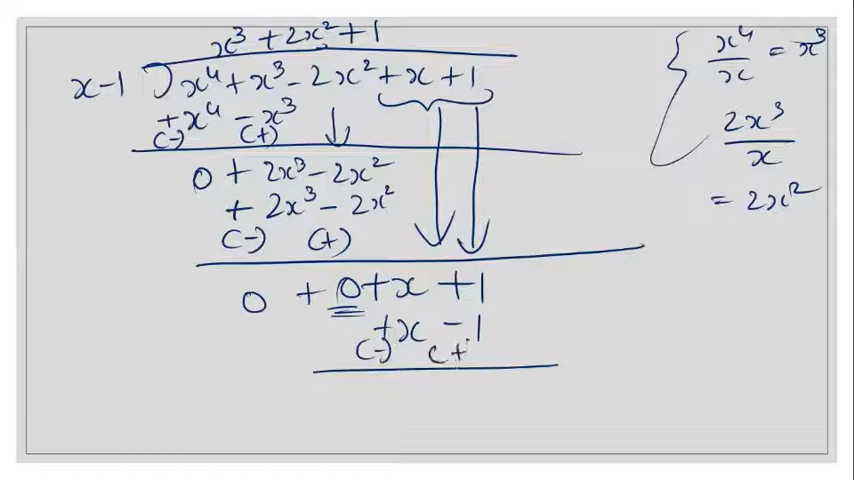 x³ + 2x² + 1
x - 1 ) x⁴ + x³ - 2x² + x + 1
+ x⁴ - x³
(-) (+)
0 + 2x³ - 2x²
+ 2x³ - 2x²
(-) (+)
0 + 0 + x + 1
+ x - 1
(-) (+
x⁴/x = x³
2x³/x
= 2x²